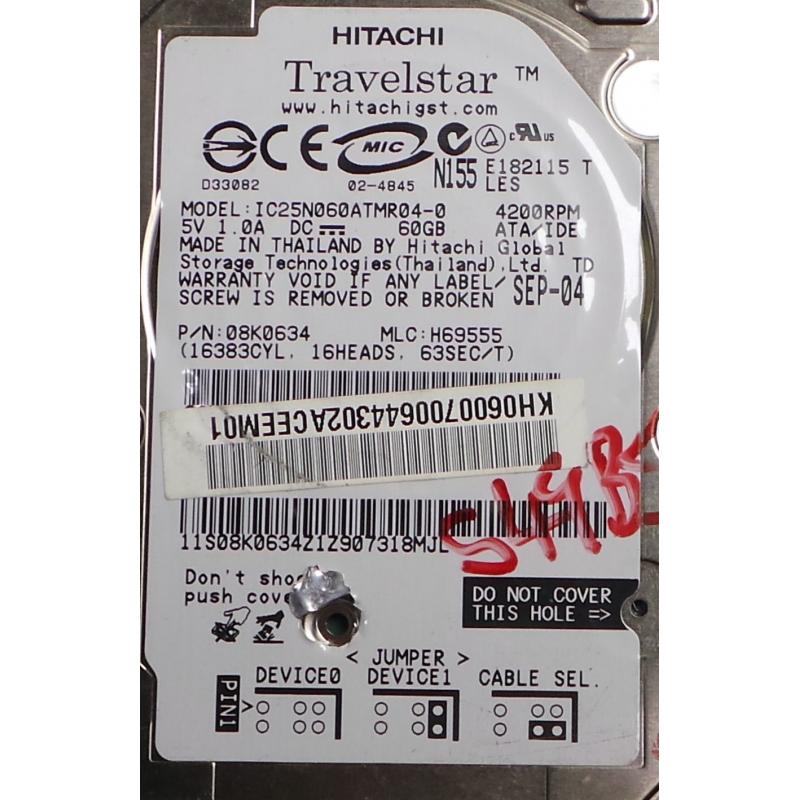 HITACHI
Travelstar ™
www.hitachigst.com
CE MIC c RU us
D33082 02-4845 N155 E182115 T
LES
MODEL:IC25N060ATMR04-0 4200RPM
5V 1.0A DC 60GB ATA/IDE
MADE IN THAILAND BY Hitachi Global
Storage Technologies(Thailand),Ltd. TD
WARRANTY VOID IF ANY LABEL/ SEP-04
SCREW IS REMOVED OR BROKEN
P/N:08K0634 MLC:H69555
(16383CYL, 16HEADS, 63SEC/T)
KH0600700644302ACEEM01
11S08K0634Z1Z907318MJL
Don't
push
DO NOT COVER
THIS HOLE =>
< JUMPER >
DEVICE0 DEVICE1 CABLE SEL.
PIN1 >